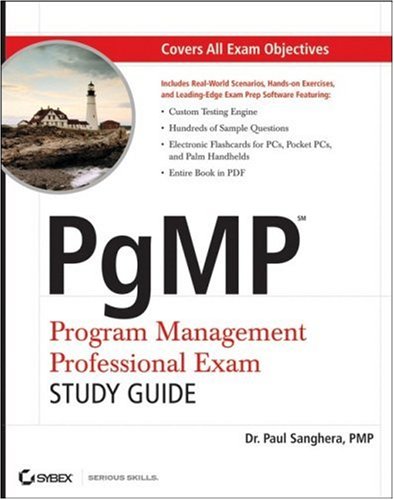 Covers All Exam Objectives
Includes Real-World Scenarios, Hands-on Exercises,
and Leading-Edge Exam Prep Software Featuring:
• Custom Testing Engine
• Hundreds of Sample Questions
• Electronic Flashcards for PCs, Pocket PCs,
and Palm Handhelds
• Entire Book in PDF
PgMP℠
Program Management
Professional Exam
STUDY GUIDE
Dr. Paul Sanghera, PMP
SYBEX
SERIOUS SKILLS.